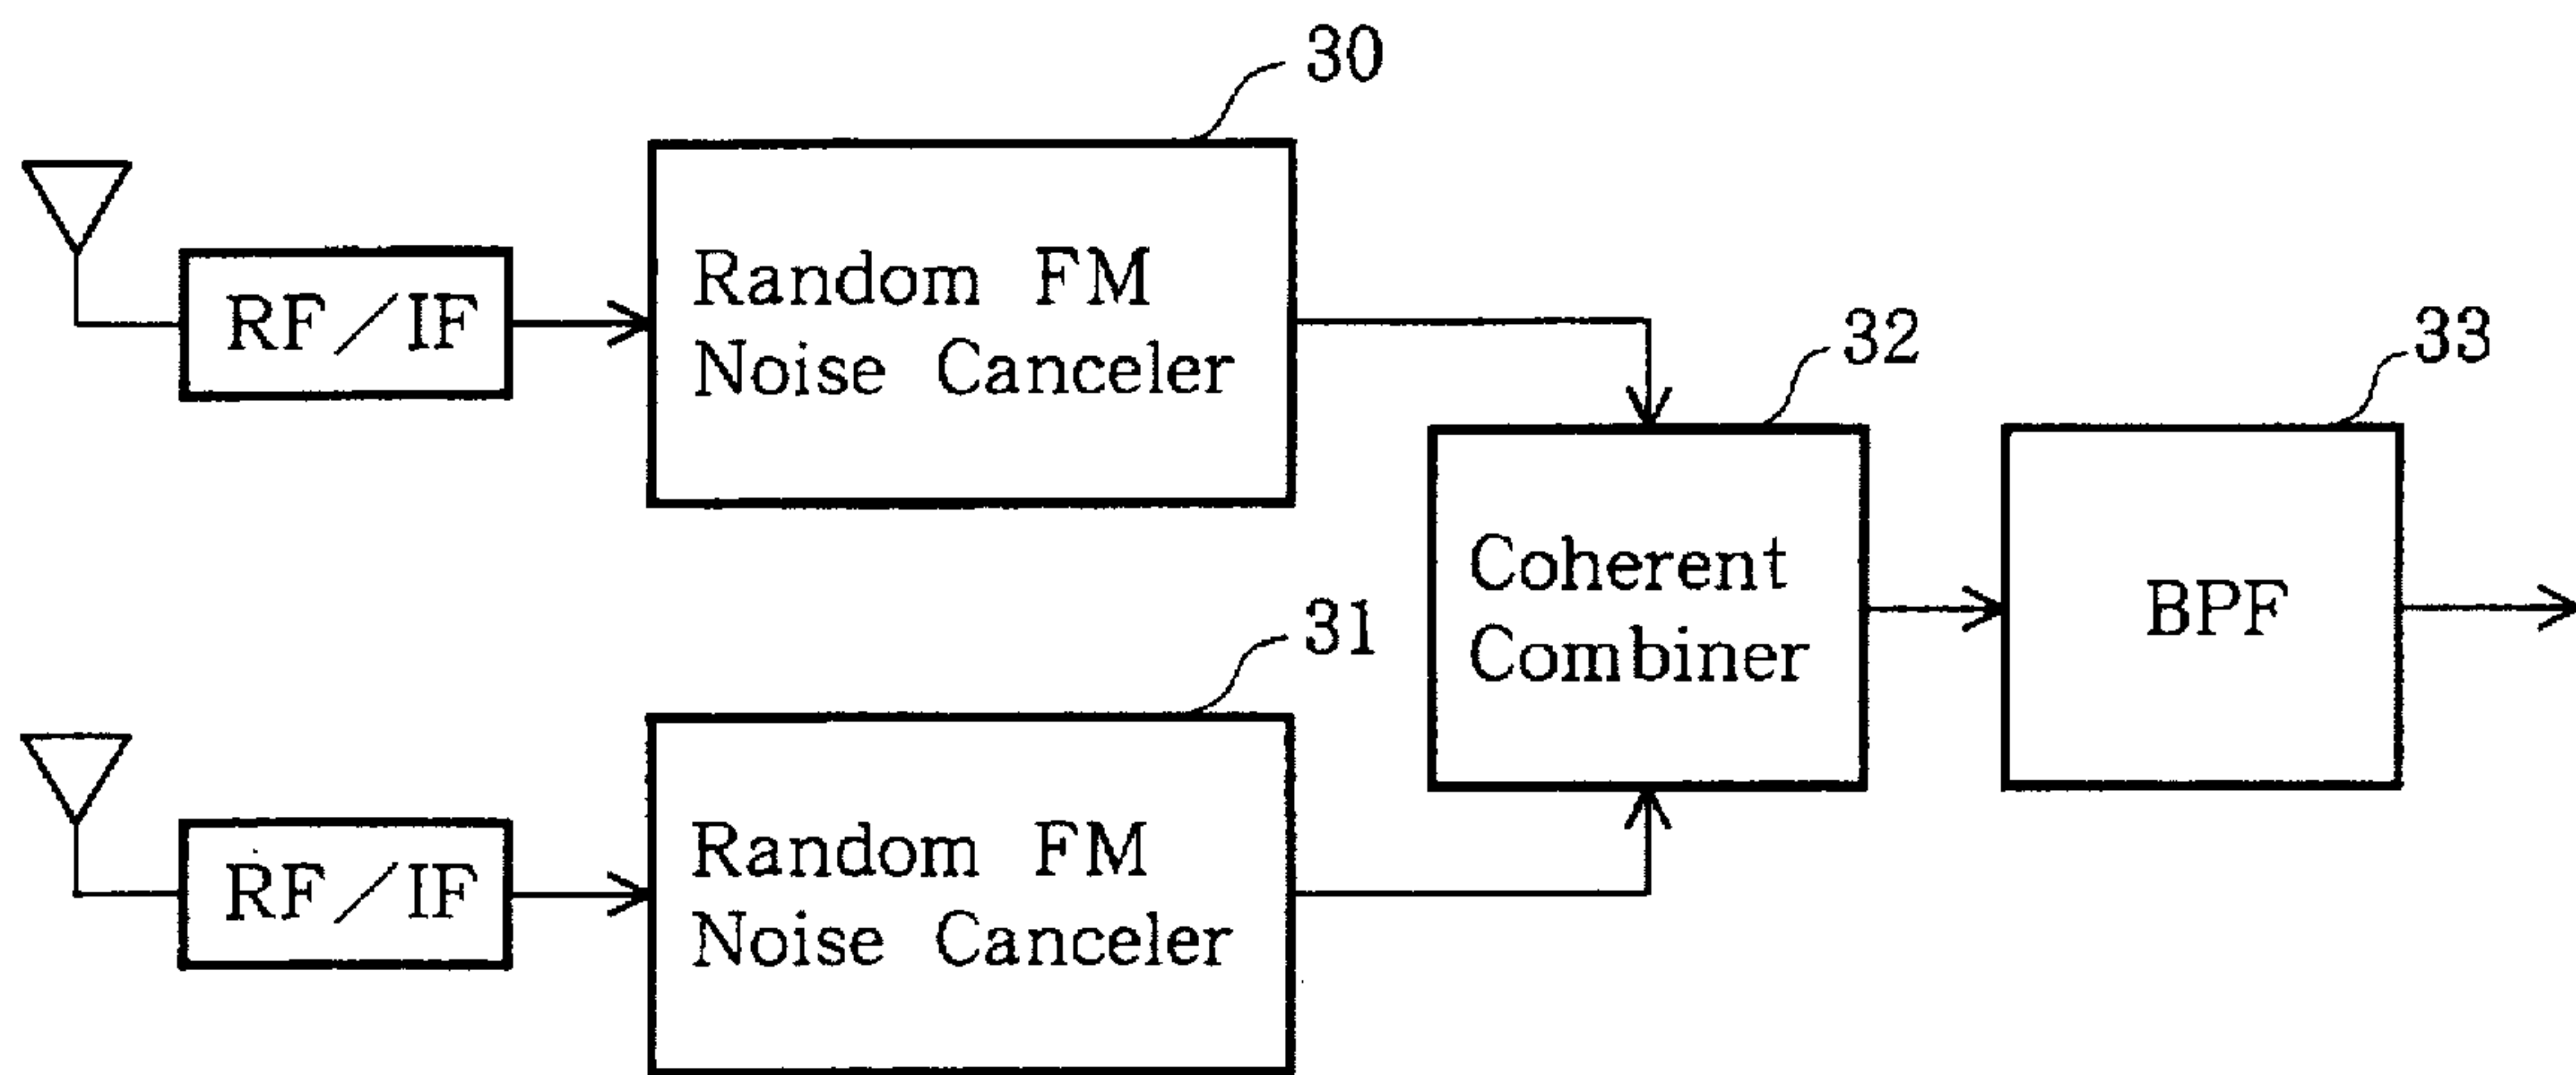 30
RF/IF
Random FM
Noise Canceler
32
33
Coherent
Combiner
BPF
31
RF/IF
Random FM
Noise Canceler